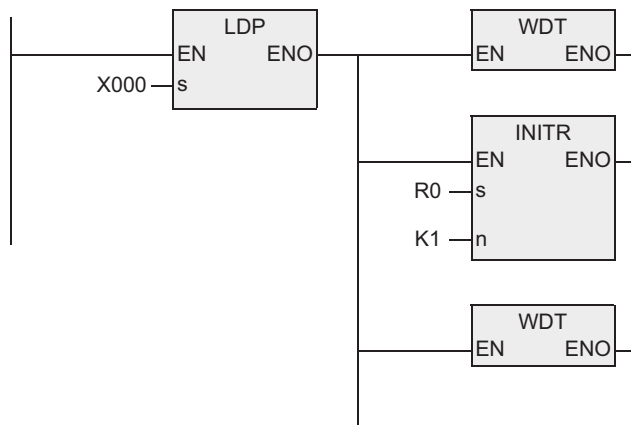 LDP
EN ENO
X000 s
WDT
EN ENO
INITR
EN ENO
R0 s
K1 n
WDT
EN ENO